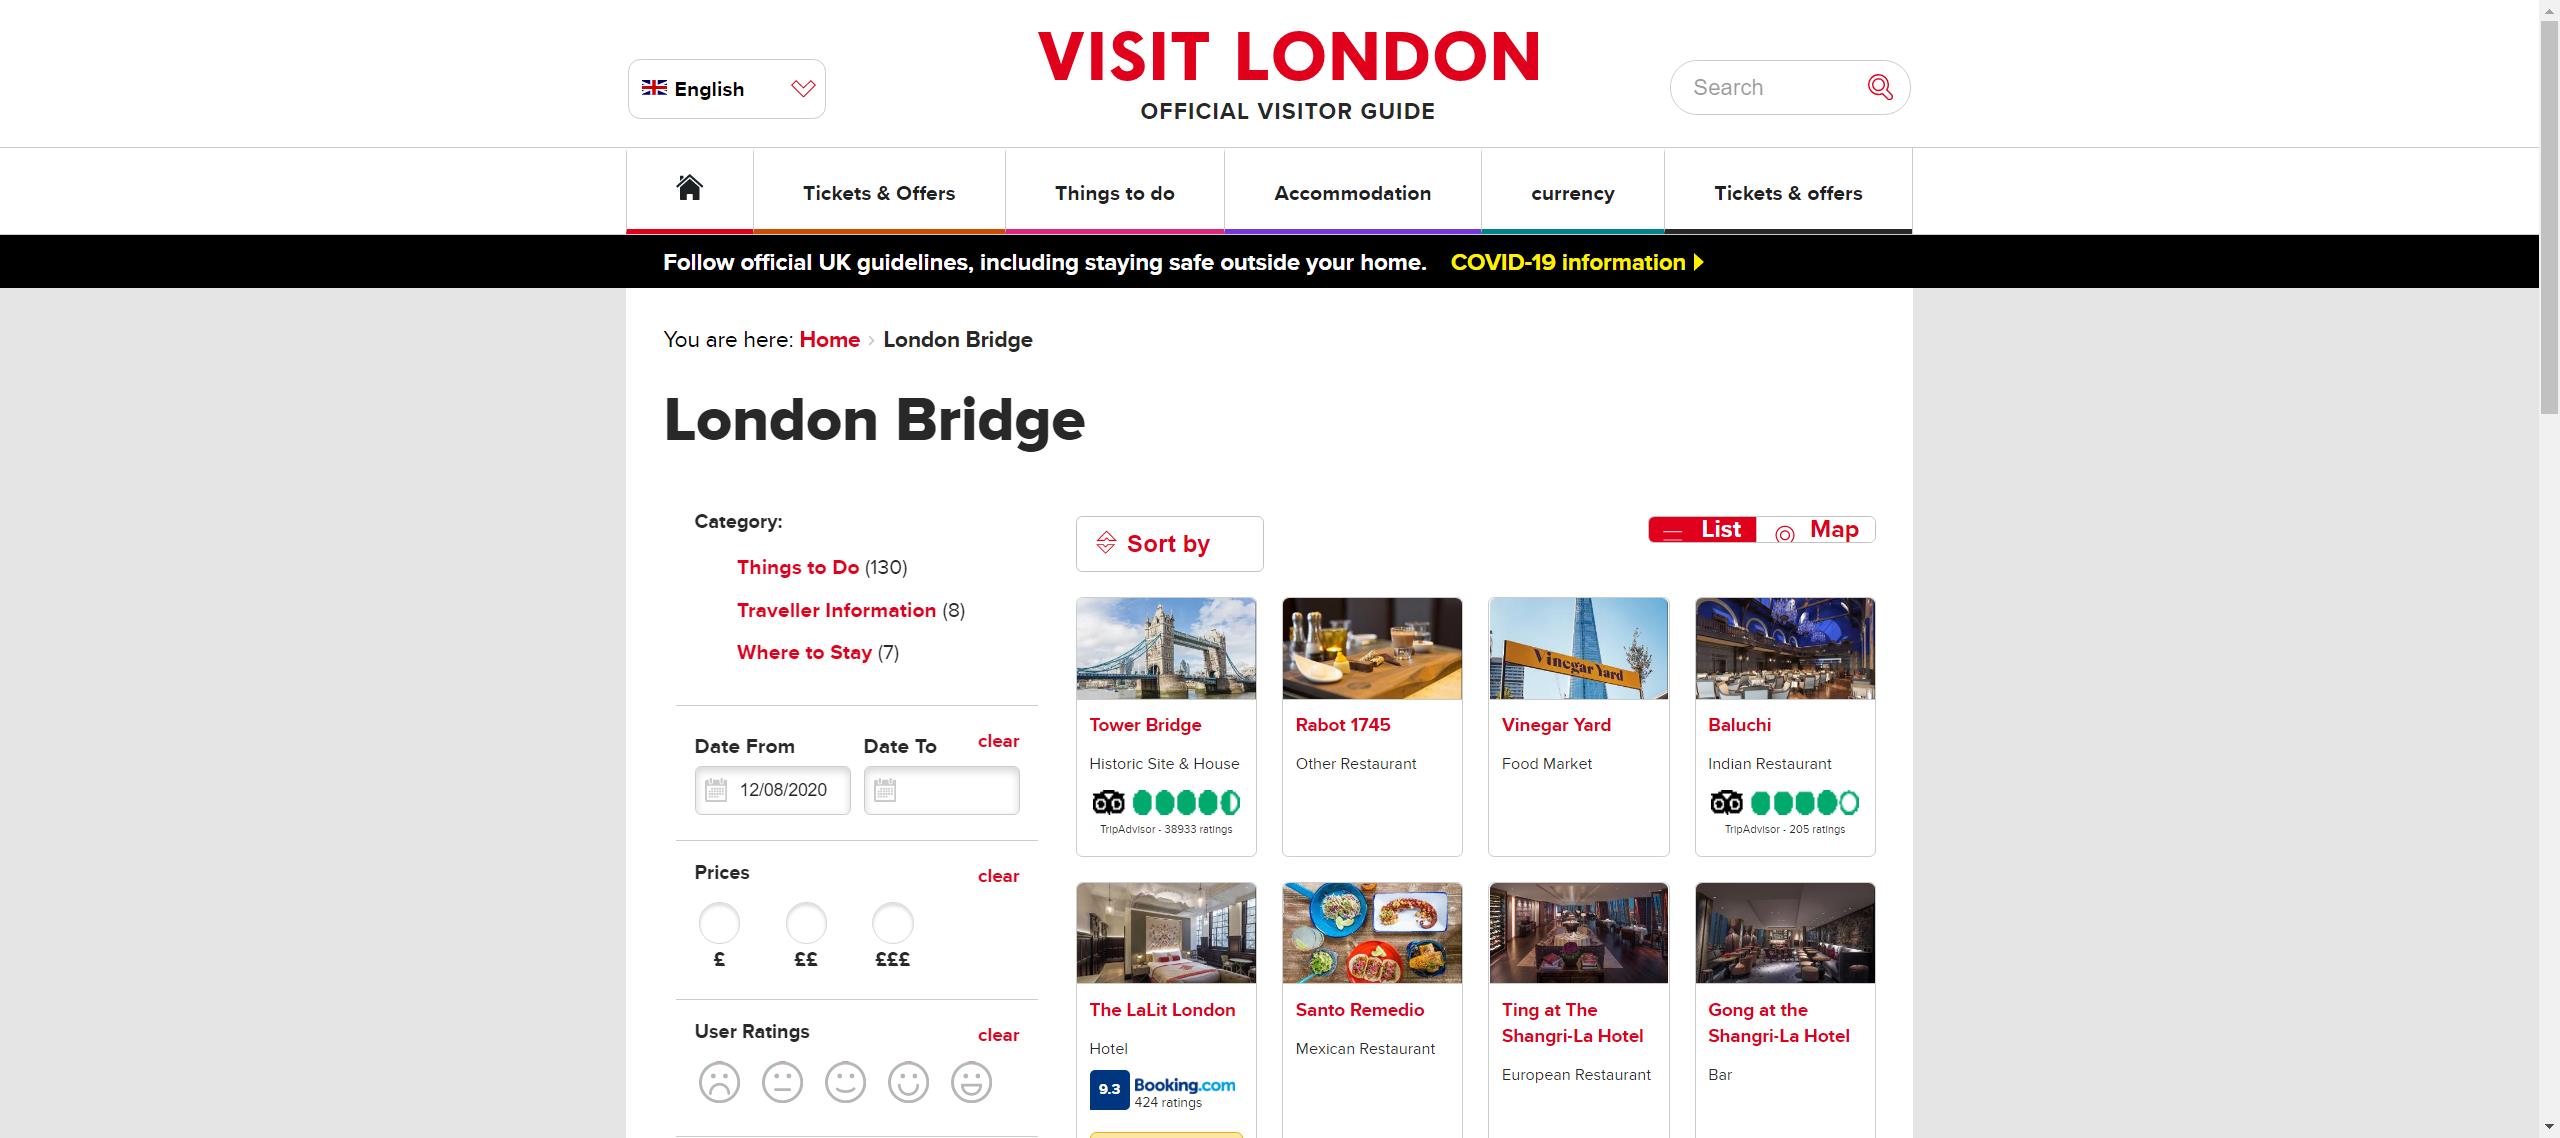 English
VISIT LONDON
OFFICIAL VISITOR GUIDE
Search
Tickets & Offers
Things to do
Accommodation
currency
Tickets & offers
Follow official UK guidelines, including staying safe outside your home. COVID-19 information
You are here: Home › London Bridge
London Bridge
Category:
Things to Do (130)
Traveller Information (8)
Where to Stay (7)
Date From
Date To
clear
12/08/2020
Prices
clear
£
££
£££
User Ratings
clear
Sort by
List
Map
Vinegar Yard
Tower Bridge
Historic Site & House
TripAdvisor - 38933 ratings
Rabot 1745
Other Restaurant
Vinegar Yard
Food Market
Baluchi
Indian Restaurant
TripAdvisor - 205 ratings
The LaLit London
Hotel
9.3
Booking.com
424 ratings
Santo Remedio
Mexican Restaurant
Ting at The
Shangri-La Hotel
European Restaurant
Gong at the
Shangri-La Hotel
Bar